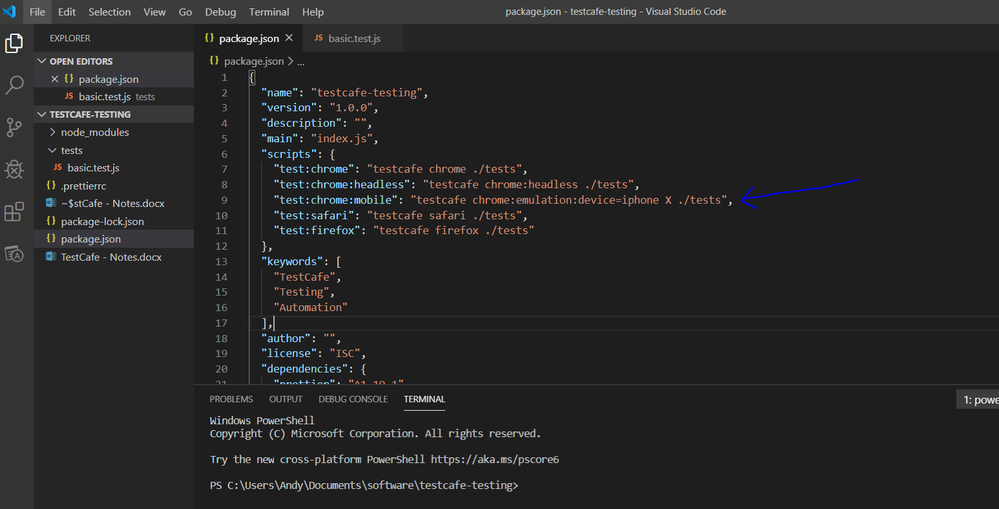 File Edit Selection View Go Debug Terminal Help
package.json - testcafe-testing - Visual Studio Code
EXPLORER
OPEN EDITORS
{} package.json
JS basic.test.js tests
TESTCAFE-TESTING
node_modules
tests
JS basic.test.js
{} .prettierrc
~$stCafe - Notes.docx
{} package-lock.json
{} package.json
TestCafe - Notes.docx
{} package.json JS basic.test.js
{} package.json > ...
1 {
2 "name": "testcafe-testing",
3 "version": "1.0.0",
4 "description": "",
5 "main": "index.js",
6 "scripts": {
7 "test:chrome": "testcafe chrome ./tests",
8 "test:chrome:headless": "testcafe chrome:headless ./tests",
9 "test:chrome:mobile": "testcafe chrome:emulation:device=iphone X ./tests",
10 "test:safari": "testcafe safari ./tests",
11 "test:firefox": "testcafe firefox ./tests"
12 },
13 "keywords": [
14 "TestCafe",
15 "Testing",
16 "Automation"
17 ],
18 "author": "",
19 "license": "ISC",
20 "dependencies": {
21 "prettier": "^1.19.1"
PROBLEMS OUTPUT DEBUG CONSOLE TERMINAL
1: powe
Windows PowerShell
Copyright (C) Microsoft Corporation. All rights reserved.
Try the new cross-platform PowerShell https://aka.ms/pscore6
PS C:\Users\Andy\Documents\software\testcafe-testing>